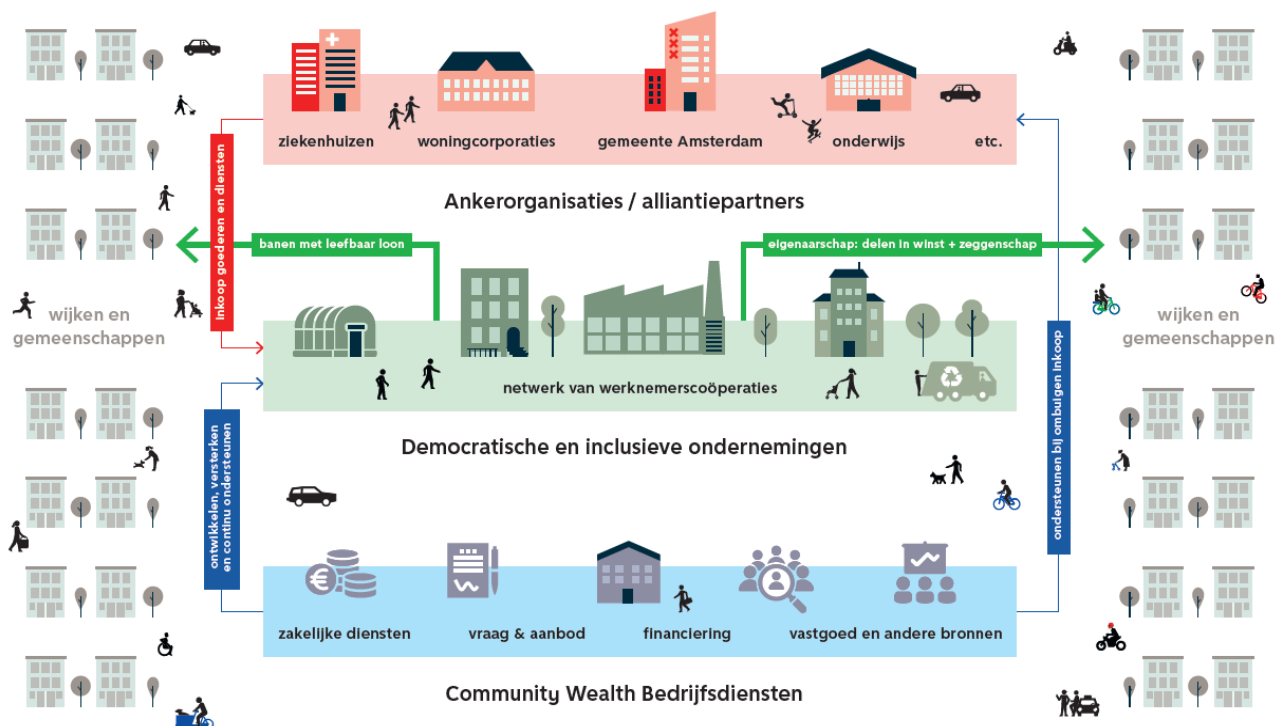 ziekenhuizen
woningcorporaties
gemeente Amsterdam
onderwijs
etc.
Ankerorganisaties / alliantiepartners
inkoop goederen en diensten
banen met leefbaar loon
eigenaarschap: delen in winst + zeggenschap
wijken en
gemeenschappen
wijken en
gemeenschappen
netwerk van werknemerscoöperaties
Democratische en inclusieve ondernemingen
ontwikkelen, versterken
en continu ondersteunen
ondersteunen bij ombuigen inkoop
zakelijke diensten
vraag & aanbod
financiering
vastgoed en andere bronnen
Community Wealth Bedrijfsdiensten